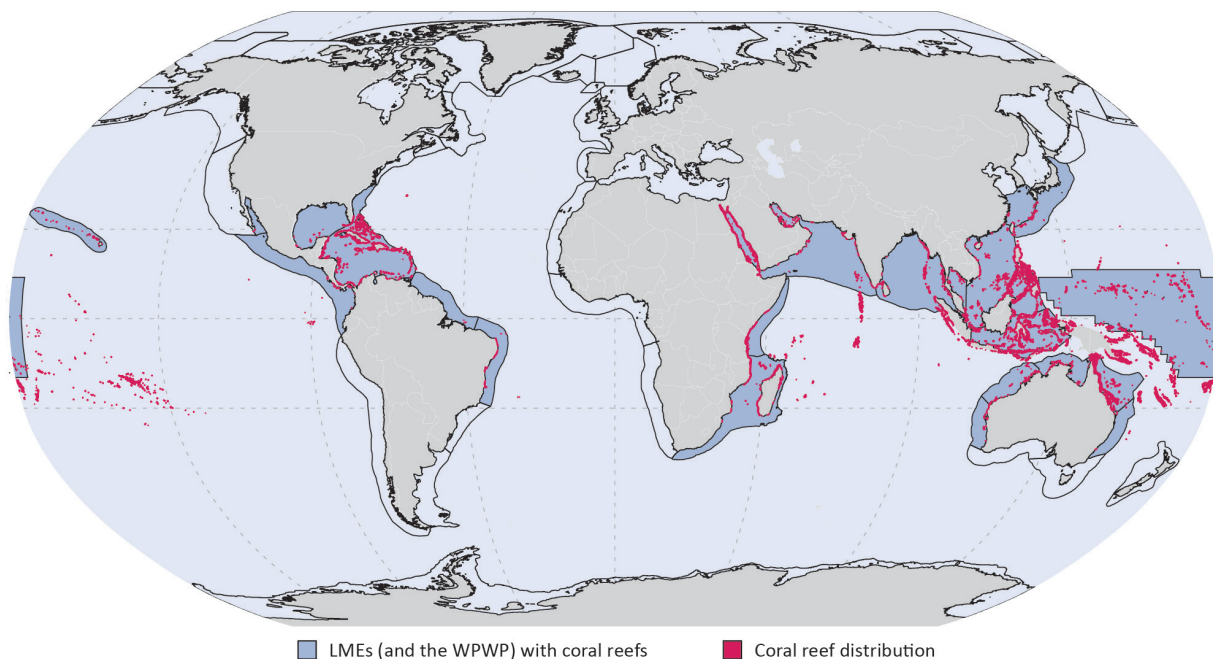 LMEs (and the WPWP) with coral reefs
Coral reef distribution